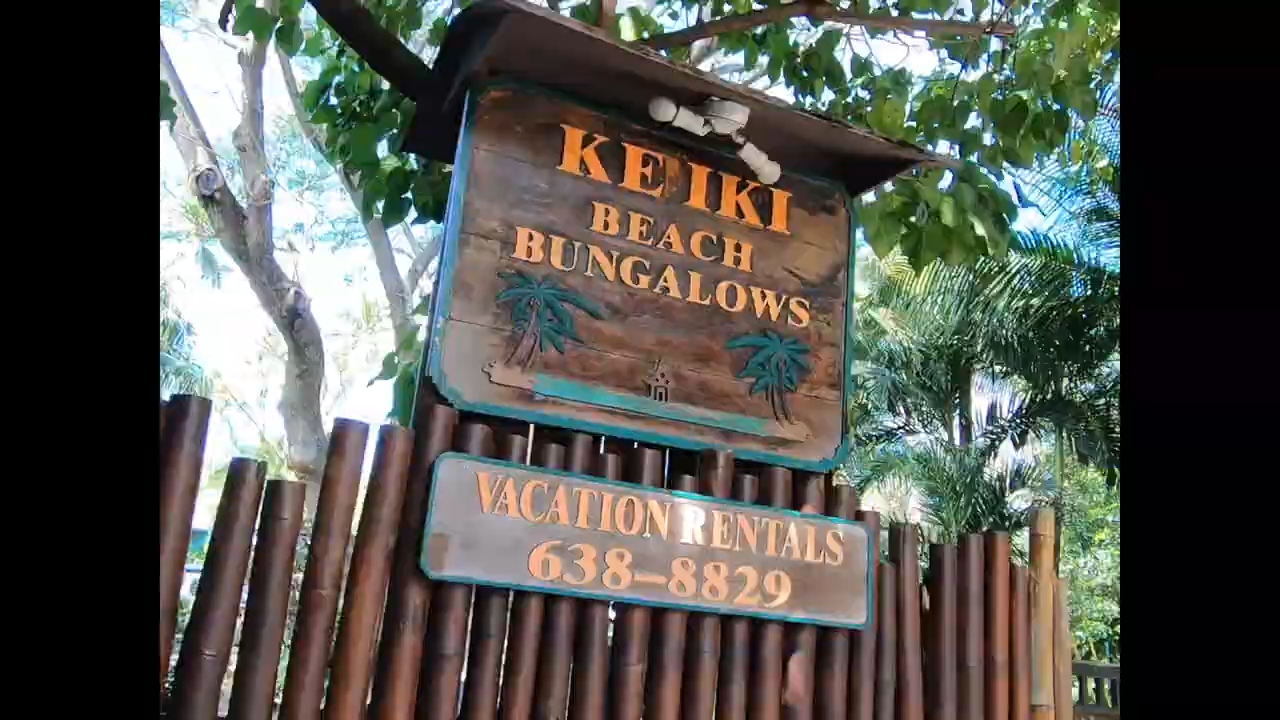 KEIKI
BEACH
BUNGALOWS
VACATION RENTALS
638-8829